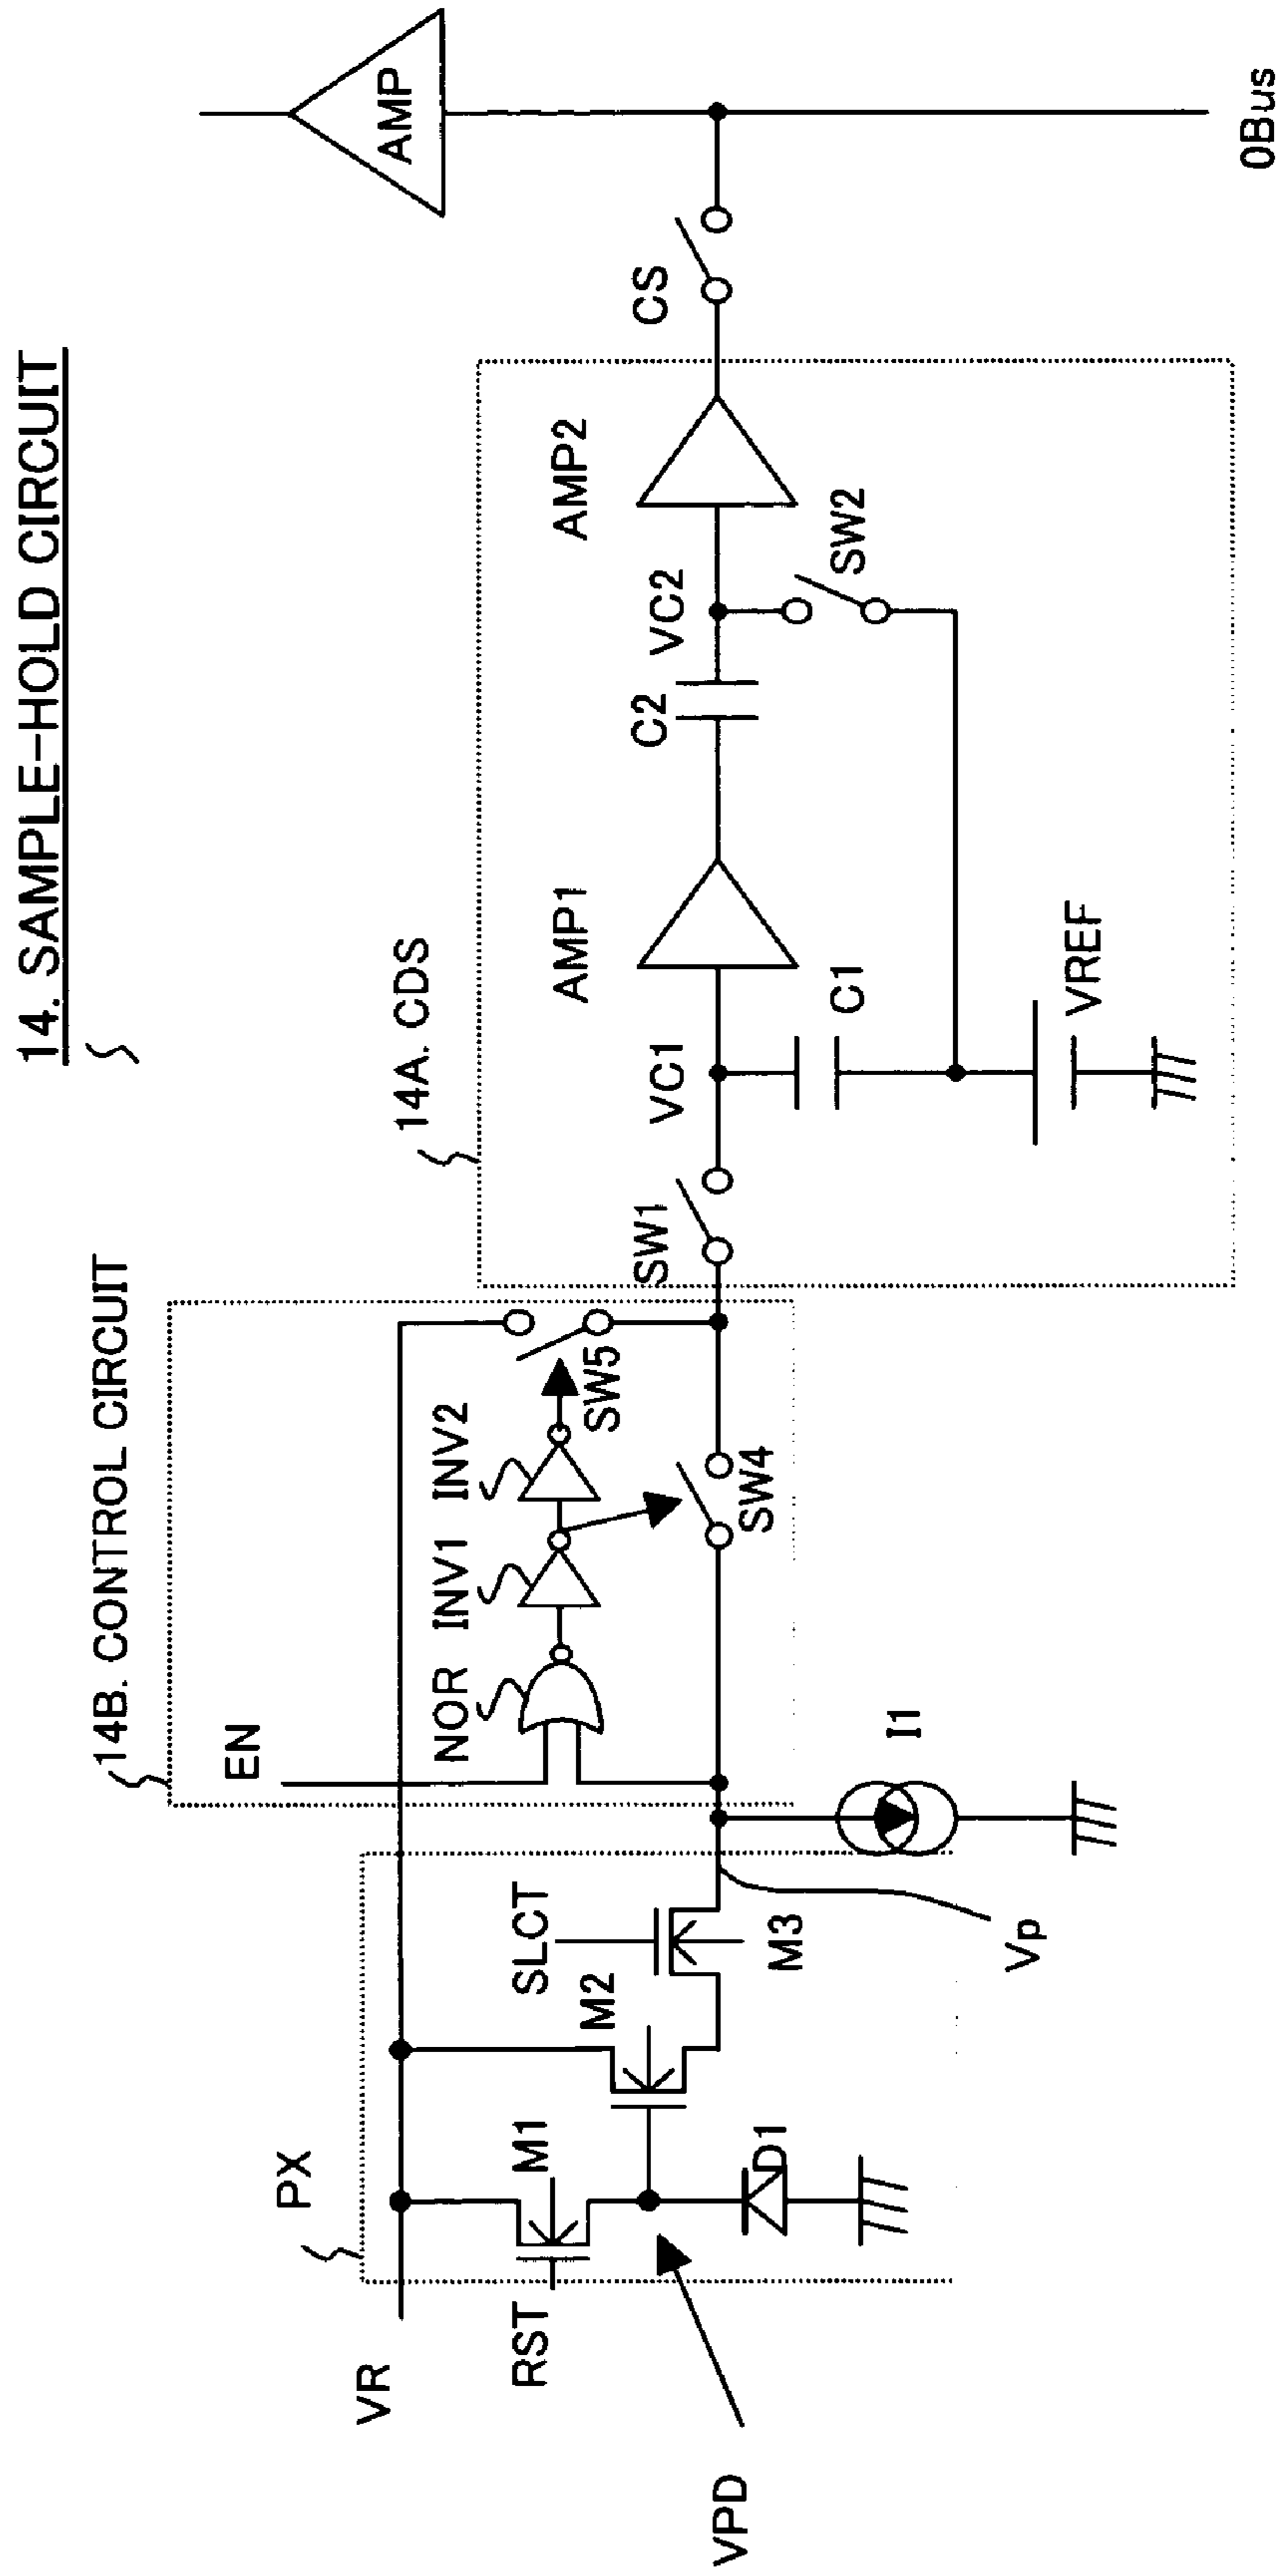 14. SAMPLE-HOLD CIRCUIT
14B. CONTROL CIRCUIT
14A. CDS
PX
EN
VR
RST
M1
M2
SLCT
M3
D1
VPD
Vp
I1
NOR
INV1
INV2
SW5
SW4
SW1
VC1
AMP1
C1
VREF
C2
VC2
AMP2
SW2
CS
AMP
0Bus